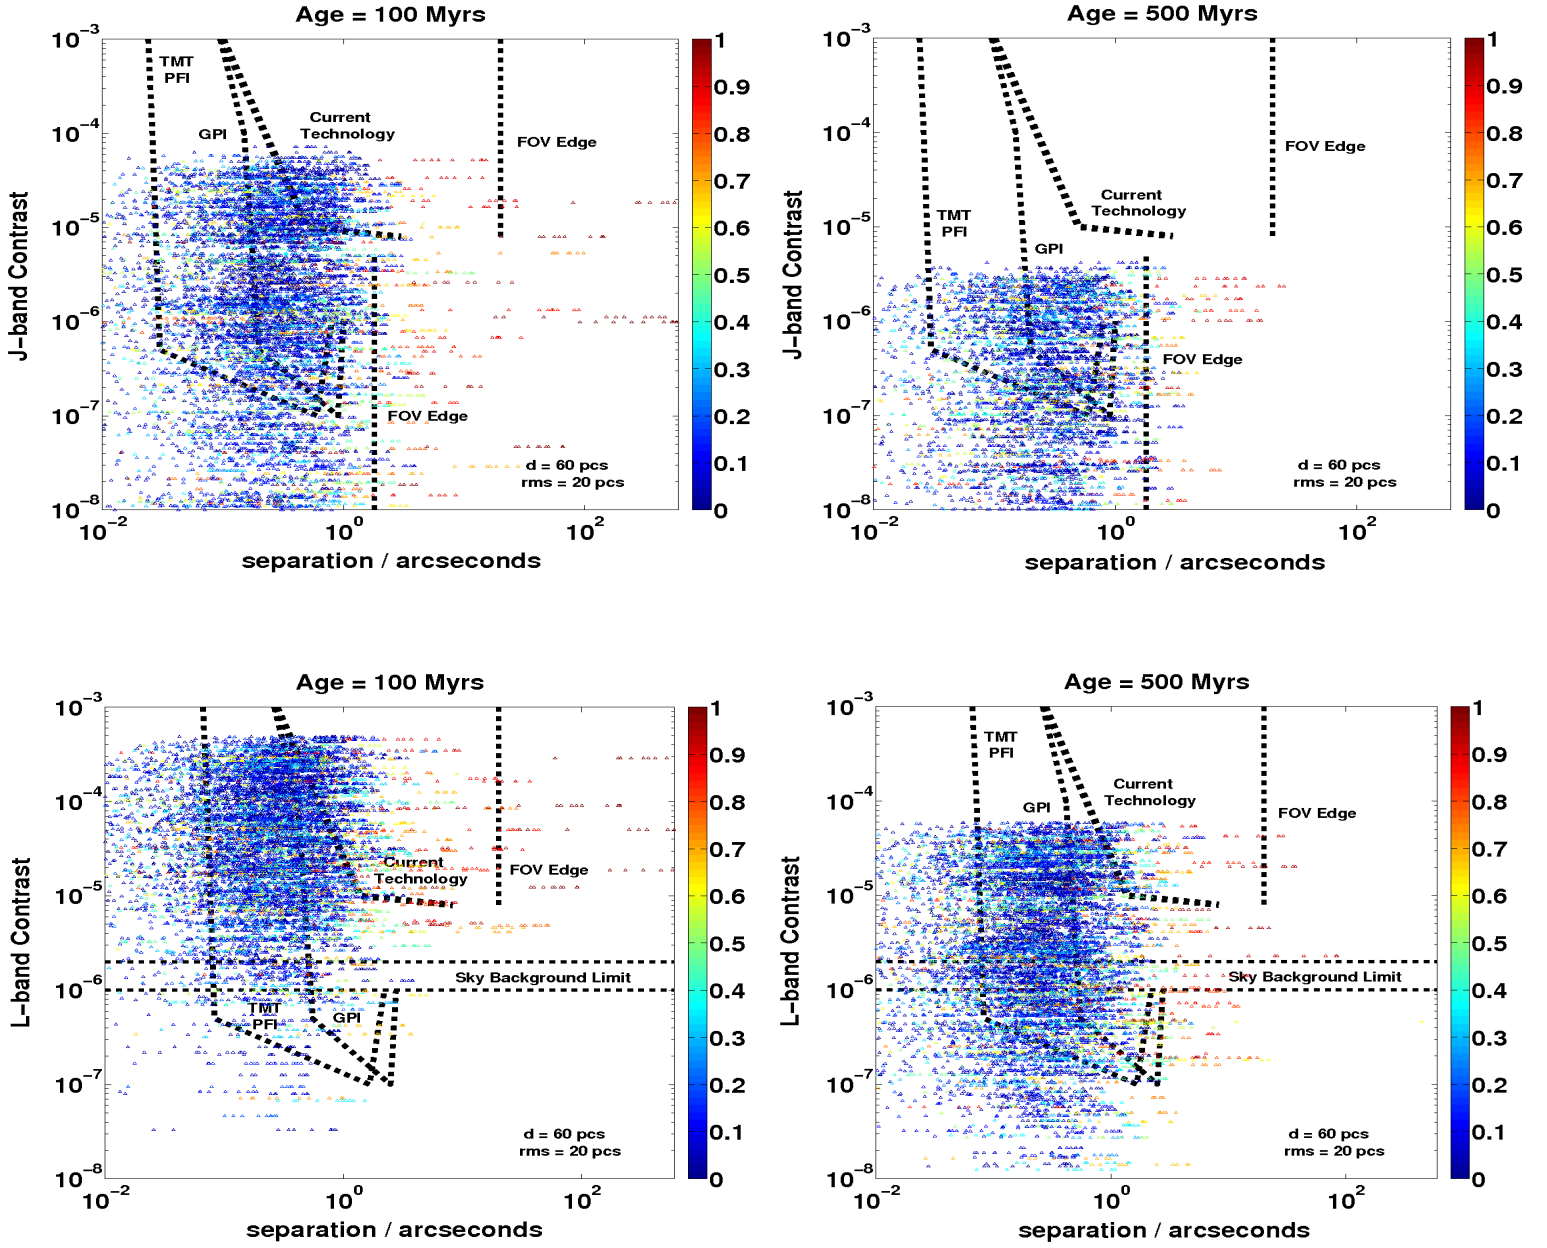 Age = 100 Myrs
10^-3
10^-4
10^-5
10^-6
10^-7
10^-8
J-band Contrast
TMT
PFI
GPI
Current
Technology
FOV Edge
FOV Edge
d = 60 pcs
rms = 20 pcs
10^-2
10^0
10^2
separation / arcseconds
1
0.9
0.8
0.7
0.6
0.5
0.4
0.3
0.2
0.1
0
Age = 500 Myrs
10^-3
10^-4
10^-5
10^-6
10^-7
10^-8
J-band Contrast
FOV Edge
Current
Technology
TMT
PFI
GPI
FOV Edge
d = 60 pcs
rms = 20 pcs
10^-2
10^0
10^2
separation / arcseconds
1
0.9
0.8
0.7
0.6
0.5
0.4
0.3
0.2
0.1
0
Age = 100 Myrs
10^-3
10^-4
10^-5
10^-6
10^-7
10^-8
L-band Contrast
Current
Technology
FOV Edge
Sky Background Limit
TMT
PFI
GPI
d = 60 pcs
rms = 20 pcs
10^-2
10^0
10^2
separation / arcseconds
1
0.9
0.8
0.7
0.6
0.5
0.4
0.3
0.2
0.1
0
Age = 500 Myrs
10^-3
10^-4
10^-5
10^-6
10^-7
10^-8
L-band Contrast
TMT
PFI
GPI
Current
Technology
FOV Edge
Sky Background Limit
d = 60 pcs
rms = 20 pcs
10^-2
10^0
10^2
separation / arcseconds
1
0.9
0.8
0.7
0.6
0.5
0.4
0.3
0.2
0.1
0